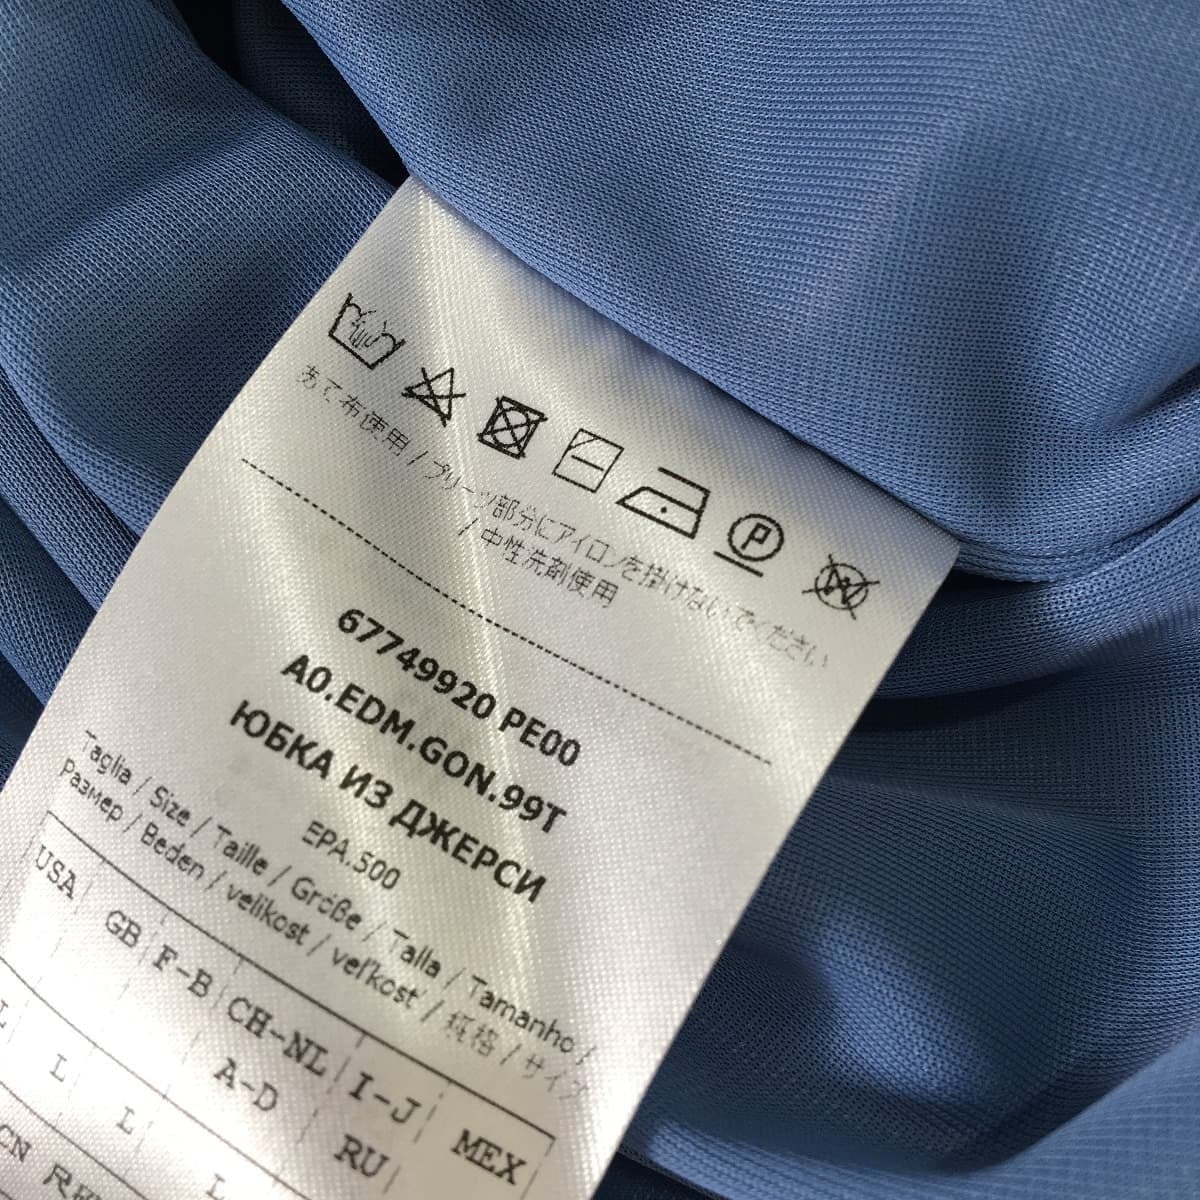 あて布使用 / プリーツ部分にアイロンを掛けないでください
/ 中性洗剤使用
67749920 PE00
A0.EDM.GON.99T
ЮБКА ИЗ ДЖЕРСИ
EPA.500
Taglia / Size / Taille / Größe / Talla / Tamanho /
Размер / Beden / velikost / veľkost / 规格 / サイズ
USA GB F-B CH-NL I-J MEX
A-D RU
L L L L
CN